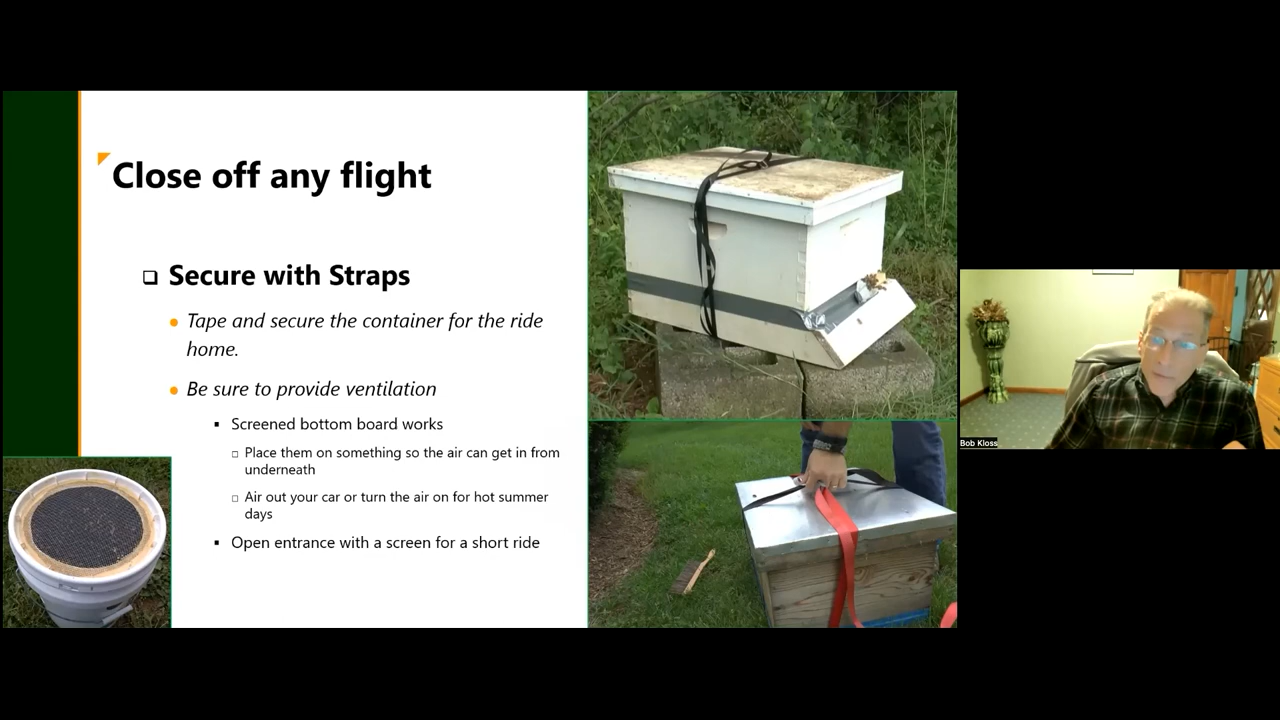 Close off any flight
❑ Secure with Straps
• Tape and secure the container for the ride
home.
• Be sure to provide ventilation
▪ Screened bottom board works
□ Place them on something so the air can get in from
underneath
□ Air out your car or turn the air on for hot summer
days
▪ Open entrance with a screen for a short ride
Bob Kloss